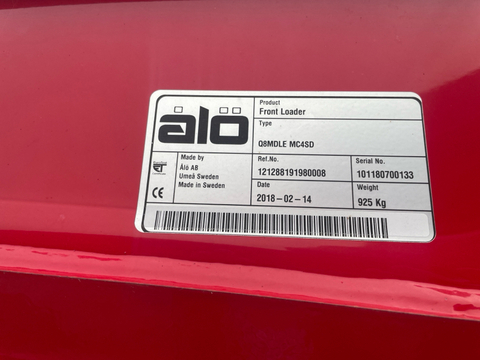 älö
Product
Front Loader
Type
Q8MDLE MC4SD
Made by
Ålö AB
Umeå Sweden
Made in Sweden
Ref.No.
121288191980008
Serial No.
101180700133
Date
2018-02-14
Weight
925 Kg
CE